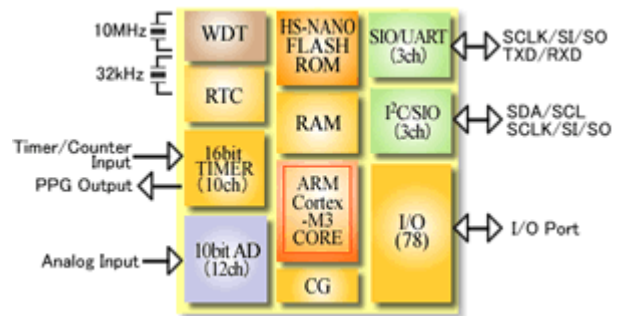 10MHz
32kHz
Timer/Counter
Input
PPG Output
Analog Input
WDT
RTC
16bit
TIMER
(10ch)
10bit AD
(12ch)
HS-NANO
FLASH
ROM
RAM
ARM
Cortex
-M3
CORE
CG
SIO/UART
(3ch)
I²C/SIO
(3ch)
I/O
(78)
SCLK/SI/SO
TXD/RXD
SDA/SCL
SCLK/SI/SO
I/O Port